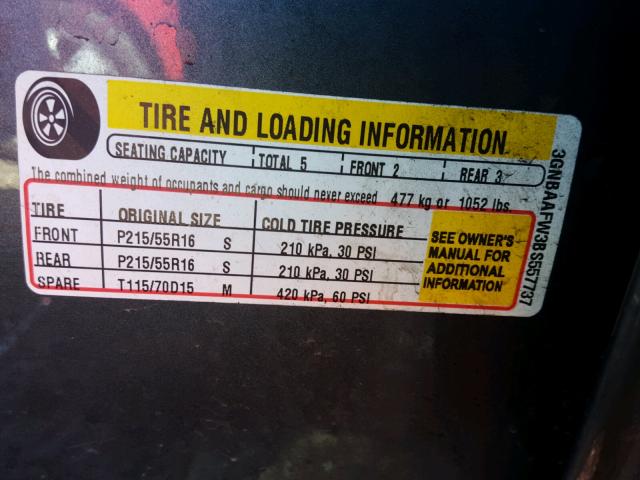 TIRE AND LOADING INFORMATION
SEATING CAPACITY TOTAL 5 FRONT 2 REAR 3
The combined weight of occupants and cargo should never exceed 477 kg or 1052 lbs.
TIRE ORIGINAL SIZE COLD TIRE PRESSURE
FRONT P215/55R16 S 210 kPa, 30 PSI
REAR P215/55R16 S 210 kPa, 30 PSI
SPARE T115/70D15 M 420 kPa, 60 PSI
SEE OWNER'S
MANUAL FOR
ADDITIONAL
INFORMATION
3GNBAAFW3BS557737